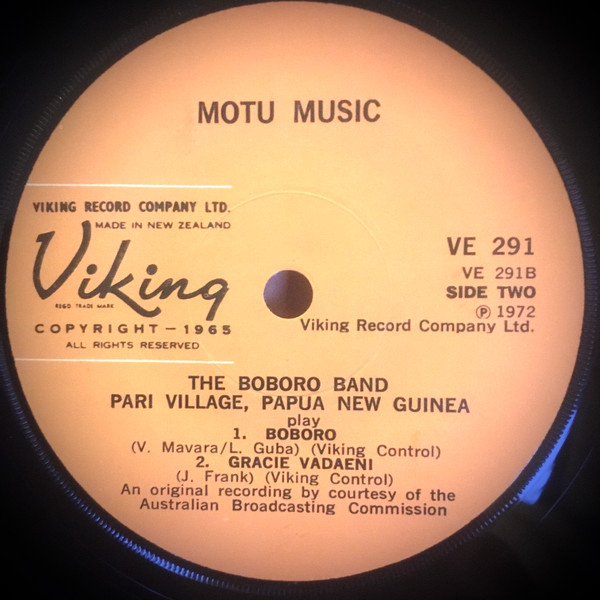 MOTU MUSIC
VIKING RECORD COMPANY LTD.
MADE IN NEW ZEALAND
Viking
REGD TRADE MARK
COPYRIGHT — 1965
ALL RIGHTS RESERVED
VE 291
VE 291B
SIDE TWO
Ⓟ 1972
Viking Record Company Ltd.
THE BOBORO BAND
PARI VILLAGE, PAPUA NEW GUINEA
play
1. BOBORO
(V. Mavara/L. Guba) (Viking Control)
2. GRACIE VADAENI
(J. Frank) (Viking Control)
An original recording by courtesy of the
Australian Broadcasting Commission